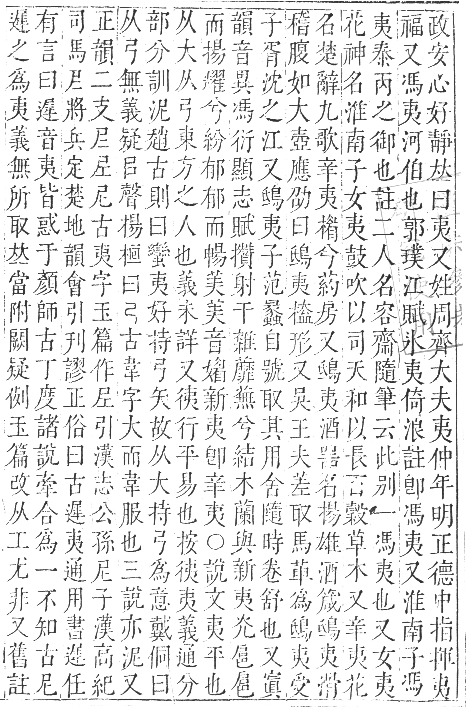 政安心好靜𠀤曰夷又姓周齊大夫夷仲年明正德中指揮夷
福又馮夷河伯也郭璞江賦氷夷倚浪註卽馮夷又淮南子馮
夷泰丙之御也註二人名容齋隨筆云此別一馮夷也又女夷
花神名淮南子女夷鼓吹以司天和以長百穀草木又辛夷花
名楚辭九歌辛夷楣兮葯房又鴟夷酒噐名揚雄酒箴鴟夷滑
稽腹如大壺應劭曰鴟夷榼形又吳王夫差取馬革爲鴟夷受
子胥沈之江又鴟夷子范蠡自號取其用舍隨時卷舒也又寘
韻音異馮衍顯志賦攢射干雜蘼蕪兮結木蘭與新夷光扈扈
而揚耀兮紛郁郁而暢美美音媚新夷卽辛夷○說文夷平也
从大从弓東方之人也義未詳又㣻行平易也按㣻夷義通分
部分訓泥趙古則曰蠻夷好持弓矢故从大持弓爲意戴侗曰
从弓無義疑㠯聲楊桓曰古韋字大而韋服也三說亦泥又
正韻二支𡰥尼古夷字玉篇作𡰥引漢志公孫𡰥子漢高紀
司馬𡰥將兵定楚地韻會引刊謬正俗曰古遲夷通用書遲任
有言曰遲音夷皆惑于顏師古丁度諸說牽合爲一不知古𡰥
遲之爲夷義無所取𠀤當附闕疑例玉篇改从工尤非又舊註